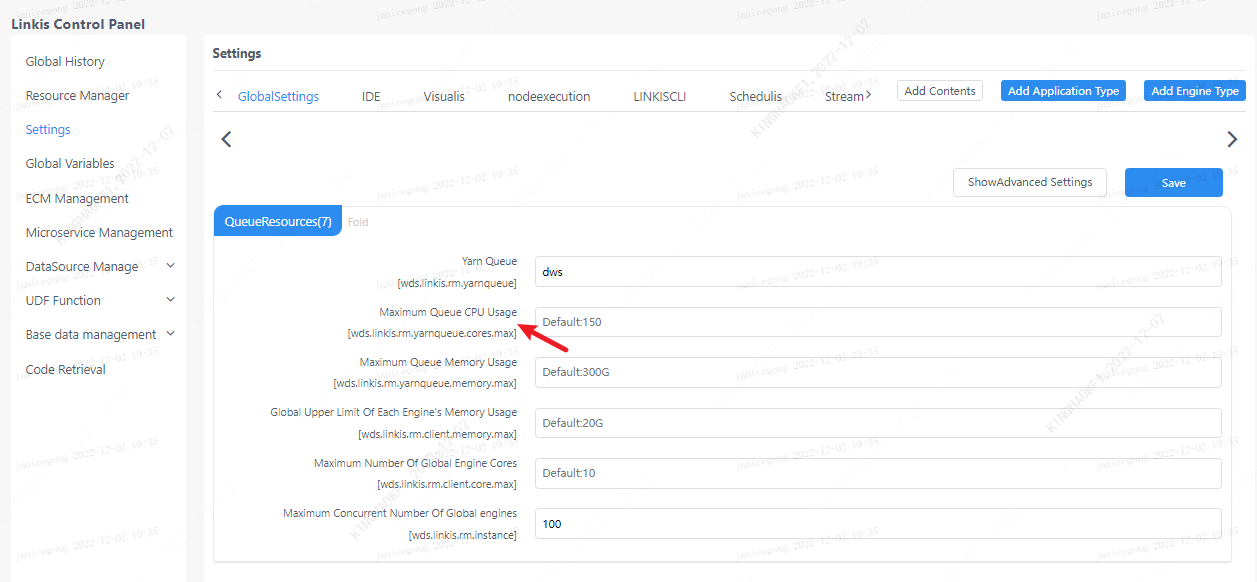 Linkis Control Panel
Global History
Resource Manager
Settings
Global Variables
ECM Management
Microservice Management
DataSource Manage
UDF Function
Base data management
Code Retrieval
Settings
GlobalSettings IDE Visualis nodeexecution LINKISCLI Schedulis Stream Add Contents Add Application Type Add Engine Type
ShowAdvanced Settings Save
QueueResources(7) Fold
Yarn Queue
[wds.linkis.rm.yarnqueue]
dws
Maximum Queue CPU Usage
[wds.linkis.rm.yarnqueue.cores.max]
Default:150
Maximum Queue Memory Usage
[wds.linkis.rm.yarnqueue.memory.max]
Default:300G
Global Upper Limit Of Each Engine's Memory Usage
[wds.linkis.rm.client.memory.max]
Default:20G
Maximum Number Of Global Engine Cores
[wds.linkis.rm.client.core.max]
Default:10
Maximum Concurrent Number Of Global engines
[wds.linkis.rm.instance]
100
janicegong 2022-12-02 19:35
KINGHAOKF1, 2022-12-02